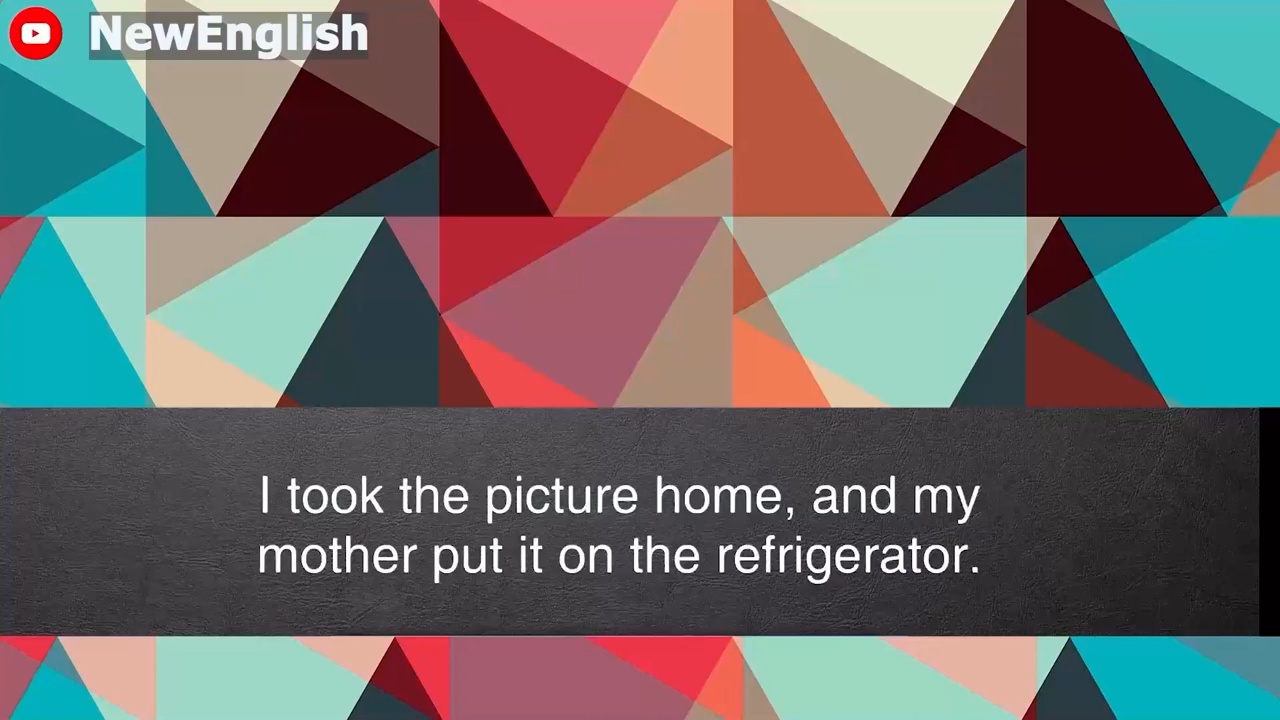 NewEnglish
I took the picture home, and my
mother put it on the refrigerator.